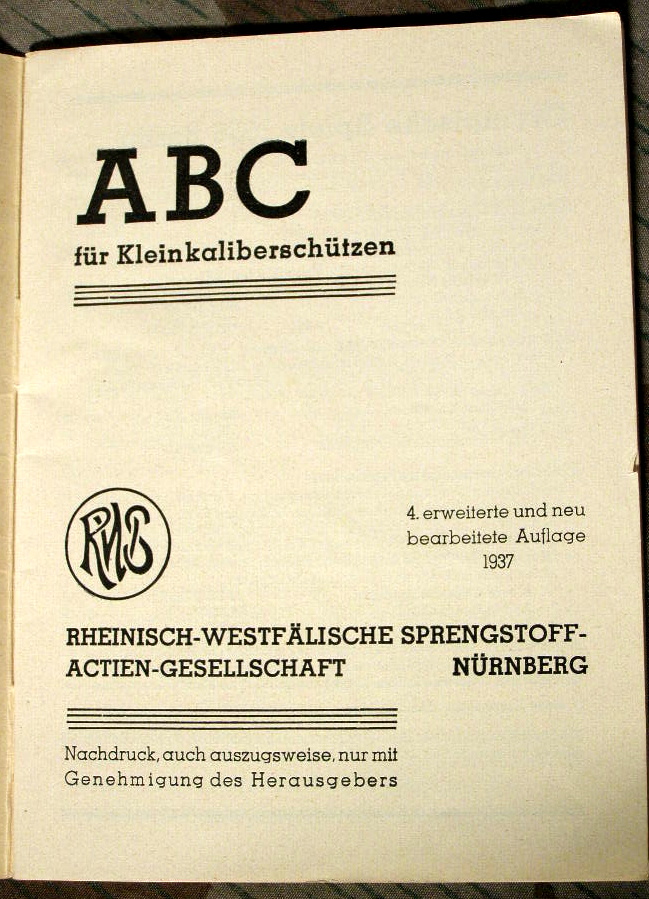 ABC
für Kleinkaliberschützen
RWS
4. erweiterte und neu
bearbeitete Auflage
1937
RHEINISCH-WESTFÄLISCHE SPRENGSTOFF-
ACTIEN-GESELLSCHAFT NÜRNBERG
Nachdruck, auch auszugsweise, nur mit
Genehmigung des Herausgebers